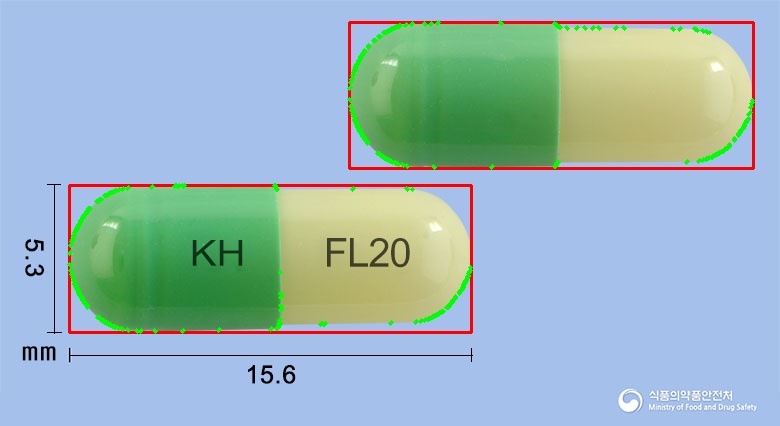 KH FL20
5.3
mm
15.6
식품의약품안전처
Ministry of Food and Drug Safety